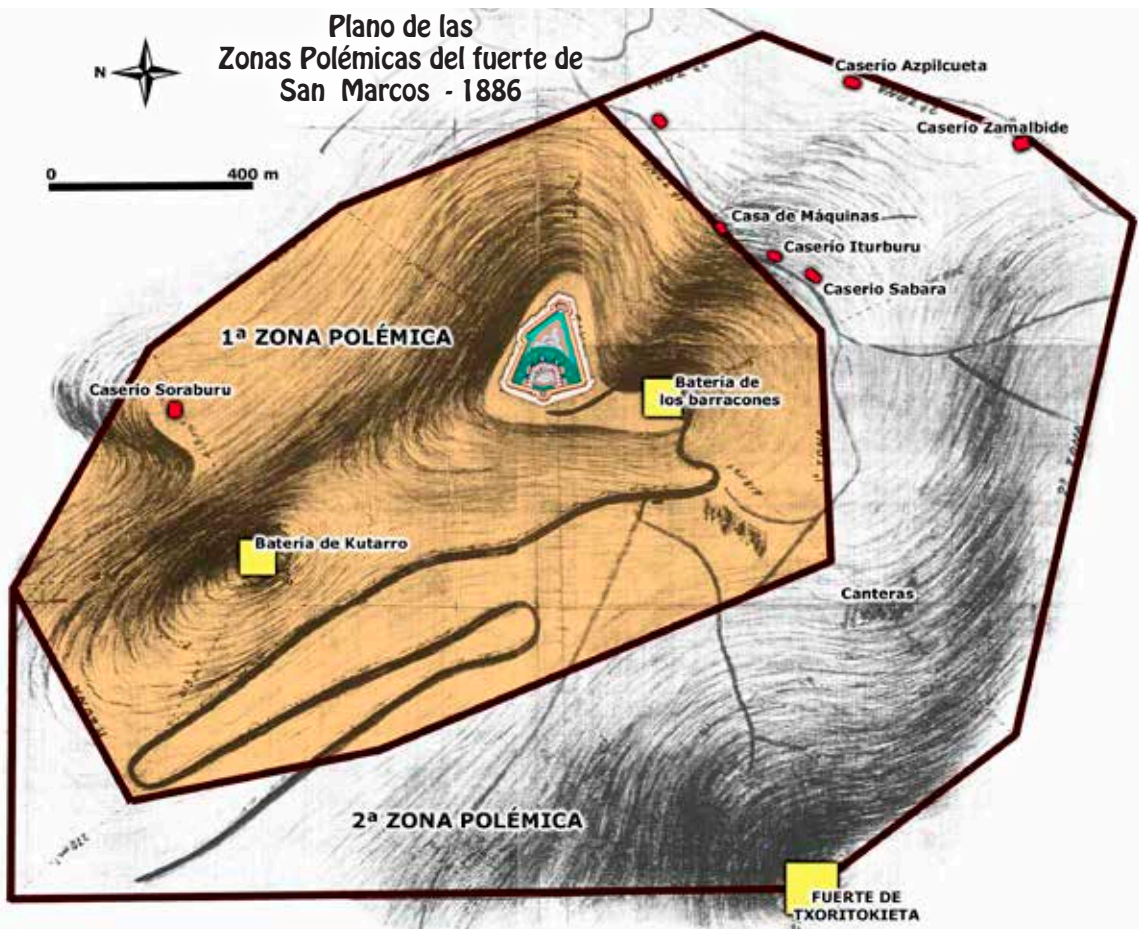 Plano de las
Zonas Polémicas del fuerte de
San Marcos - 1886
N
0 400 m
Caserio Azpilcueta
2ª ZONA
Caserio Zamalbide
Casa de Máquinas
Caserio Iturburu
Caserio Sabara
1ª ZONA POLÉMICA
Caserio Soraburu
Batería de
los barracones
Batería de Kutarro
Canteras
2ª ZONA POLÉMICA
FUERTE DE
TXORITOKIETA